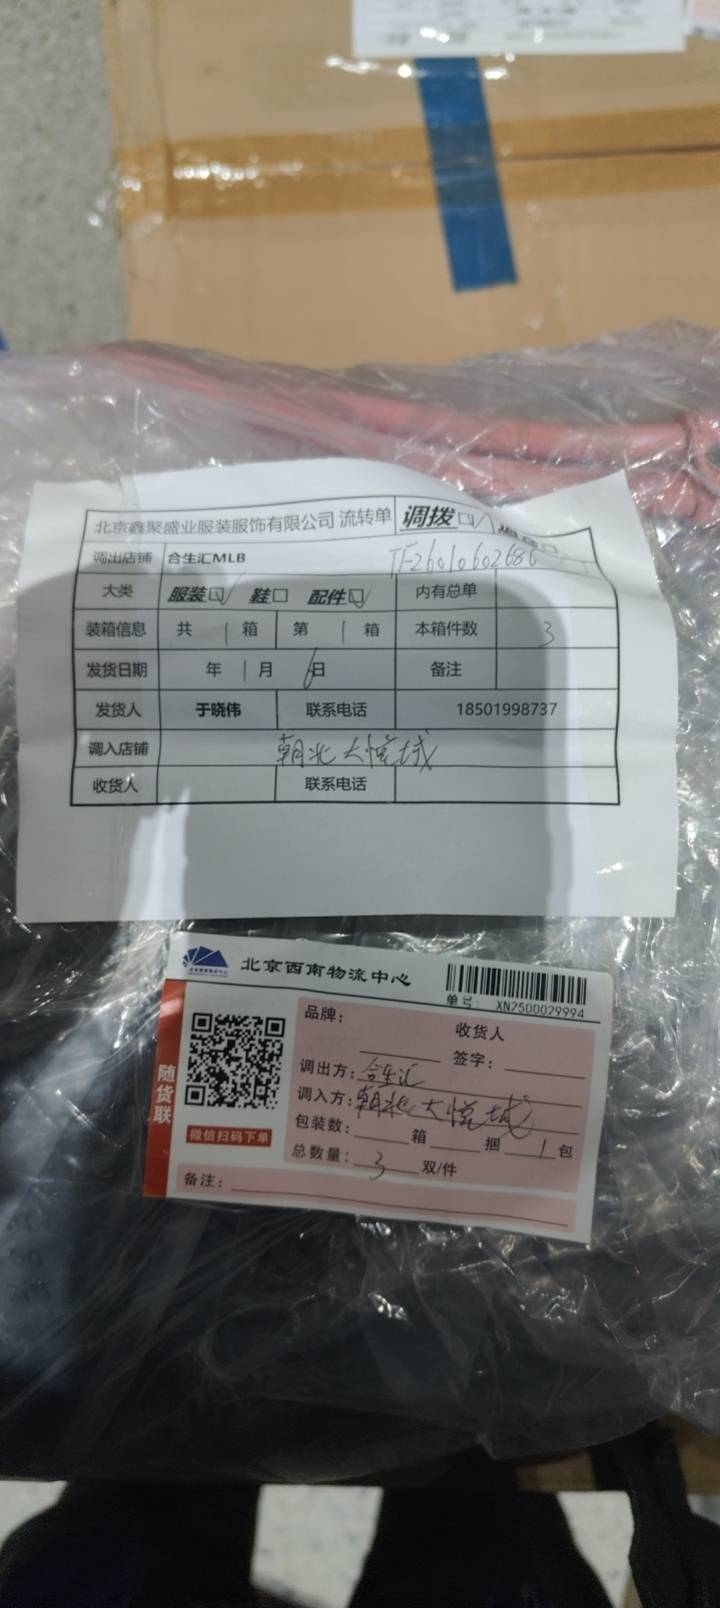 北京鑫聚盛业服装服饰有限公司 流转单 调拨☑
调出店铺 合生汇MLB TF26010602686
大类 服装☑ 鞋□ 配件☑ 内有总单
装箱信息 共 1 箱 第 1 箱 本箱件数 3
发货日期 年 1 月 6 日 备注
发货人 于晓伟 联系电话 18501998737
调入店铺 朝北大悦城
收货人 联系电话
北京西南物流中心
单号: XN2500029994
随货联
微信扫码下单
品牌: 收货人
签字:
调出方: 合生汇
调入方: 朝北大悦城
包装数: 箱 捆 1 包
总数量: 3 双/件
备注: